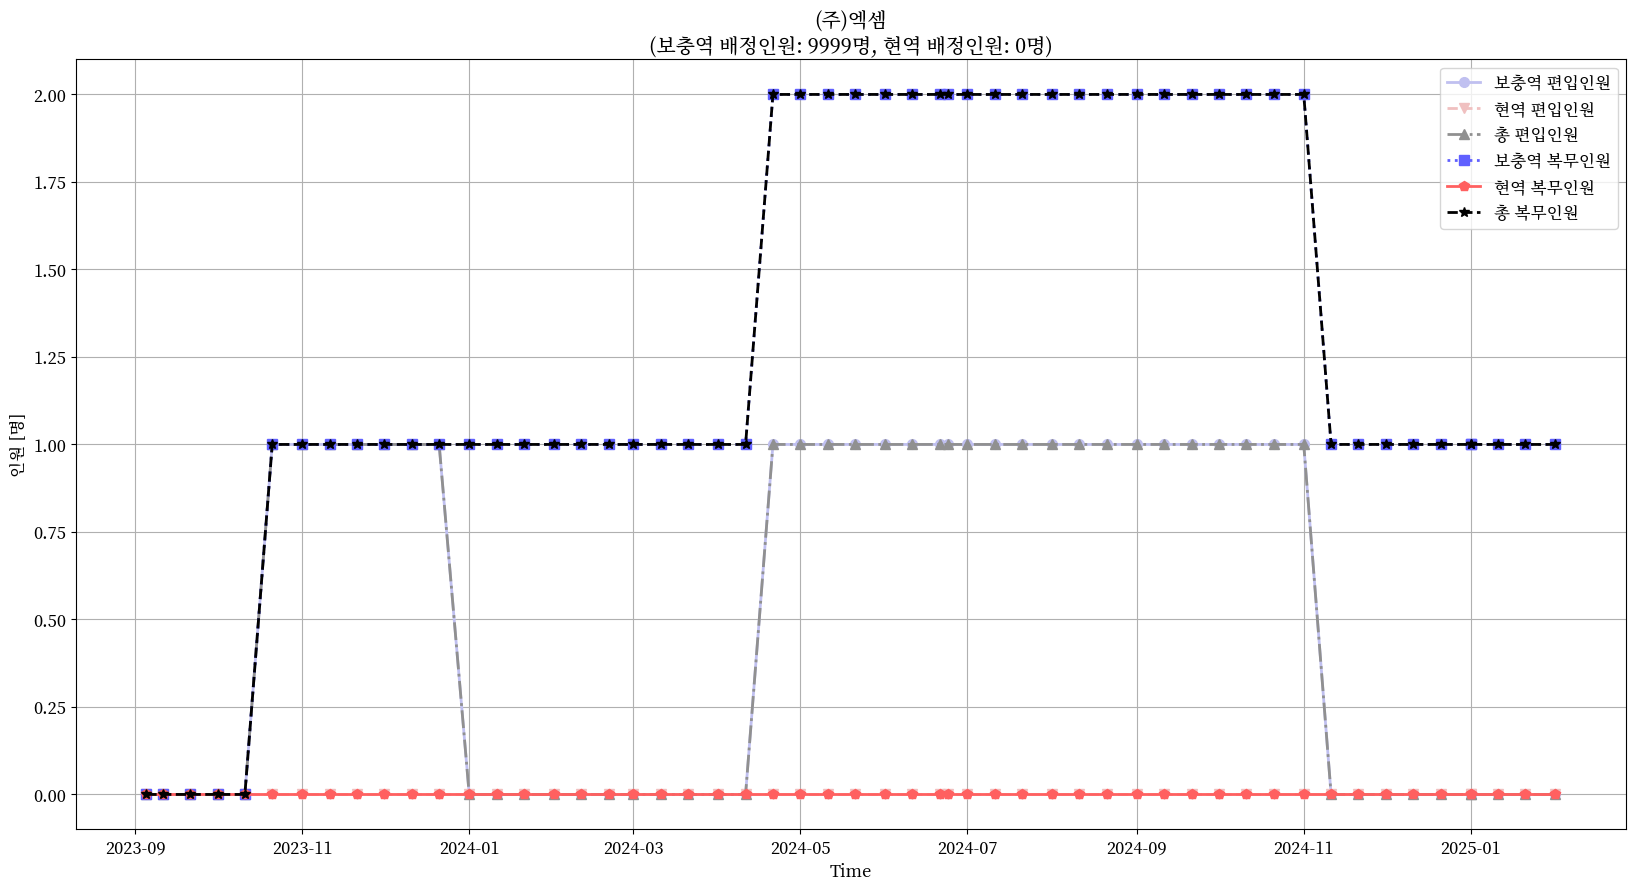 (주)엑셈
(보충역 배정인원: 9999명, 현역 배정인원: 0명)
보충역 편입인원
현역 편입인원
총 편입인원
보충역 복무인원
현역 복무인원
총 복무인원
인원 [명]
2.00
1.75
1.50
1.25
1.00
0.75
0.50
0.25
0.00
2023-09 2023-11 2024-01 2024-03 2024-05 2024-07 2024-09 2024-11 2025-01
Time